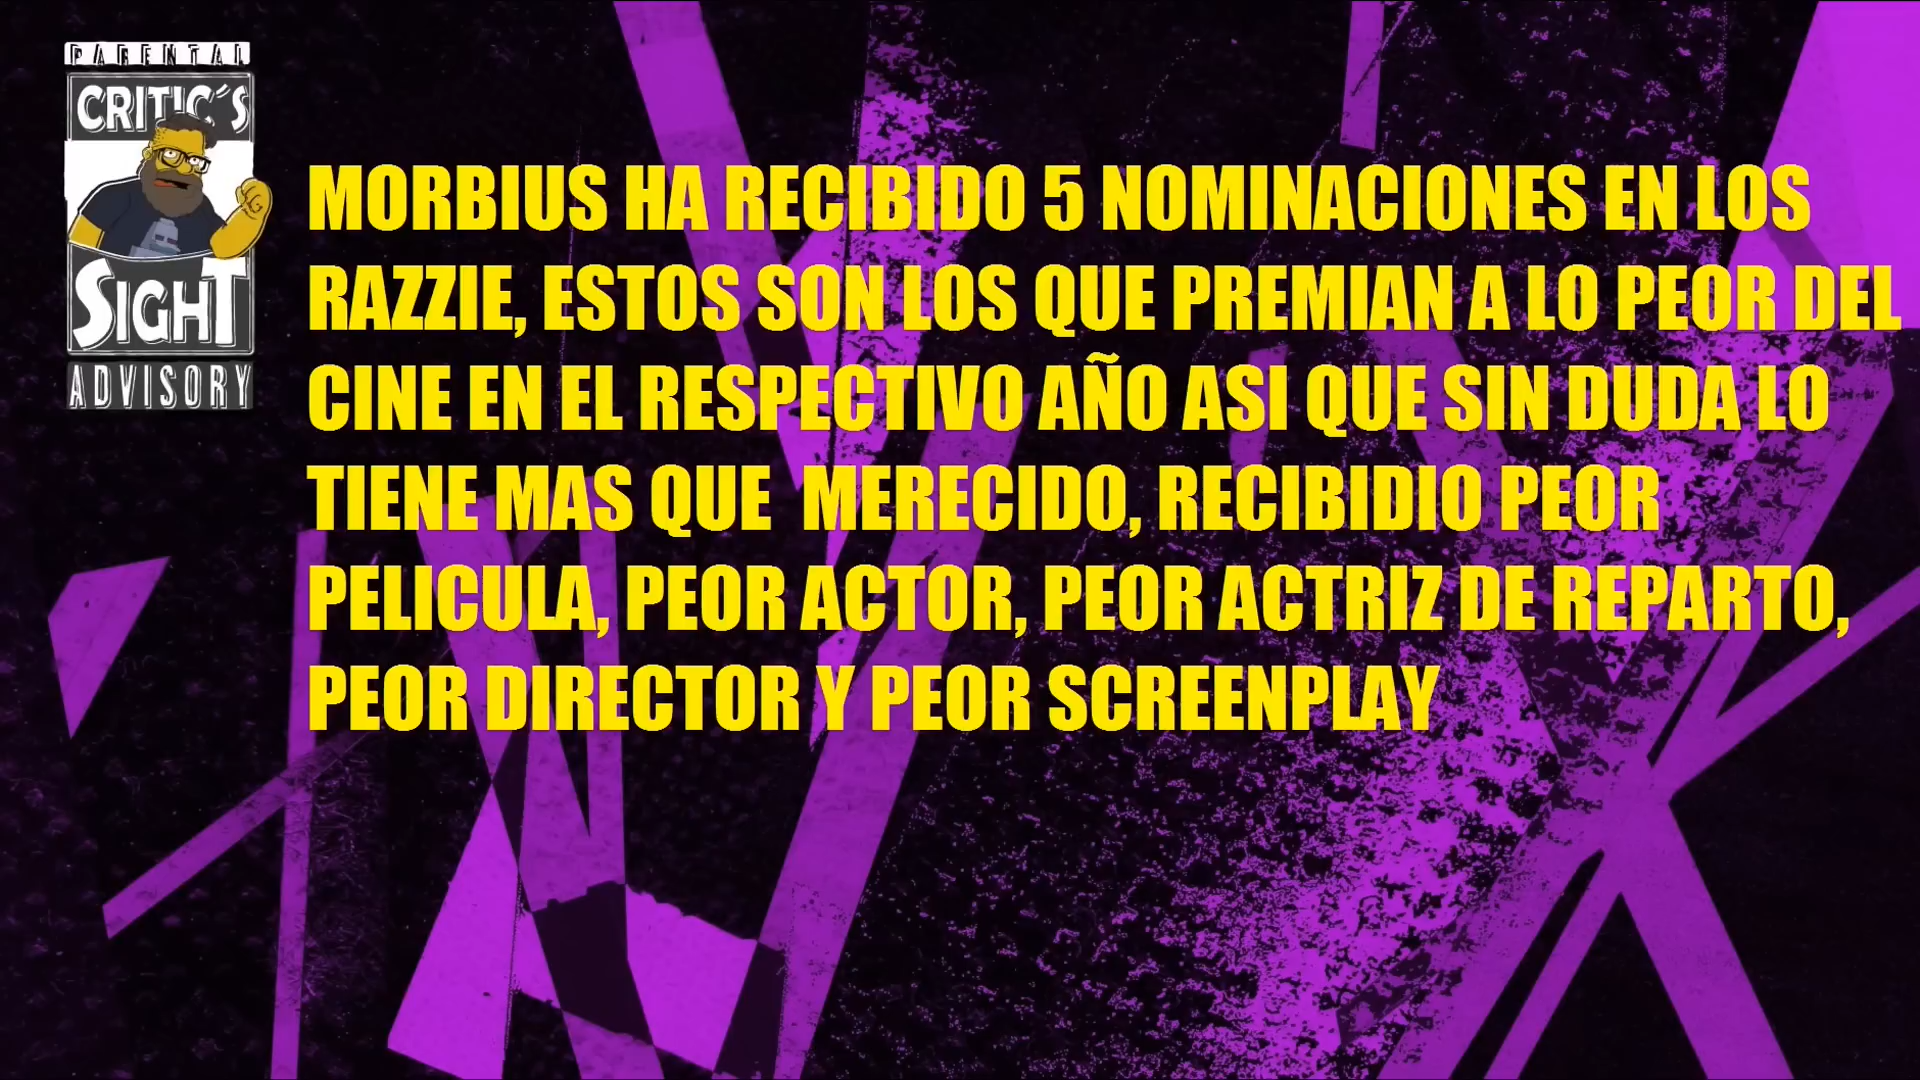 PARENTAL
CRITIC´S
SIGHT
ADVISORY
MORBIUS HA RECIBIDO 5 NOMINACIONES EN LOS
RAZZIE, ESTOS SON LOS QUE PREMIAN A LO PEOR DEL
CINE EN EL RESPECTIVO AÑO ASI QUE SIN DUDA LO
TIENE MAS QUE  MERECIDO, RECIBIDIO PEOR
PELICULA, PEOR ACTOR, PEOR ACTRIZ DE REPARTO,
PEOR DIRECTOR Y PEOR SCREENPLAY